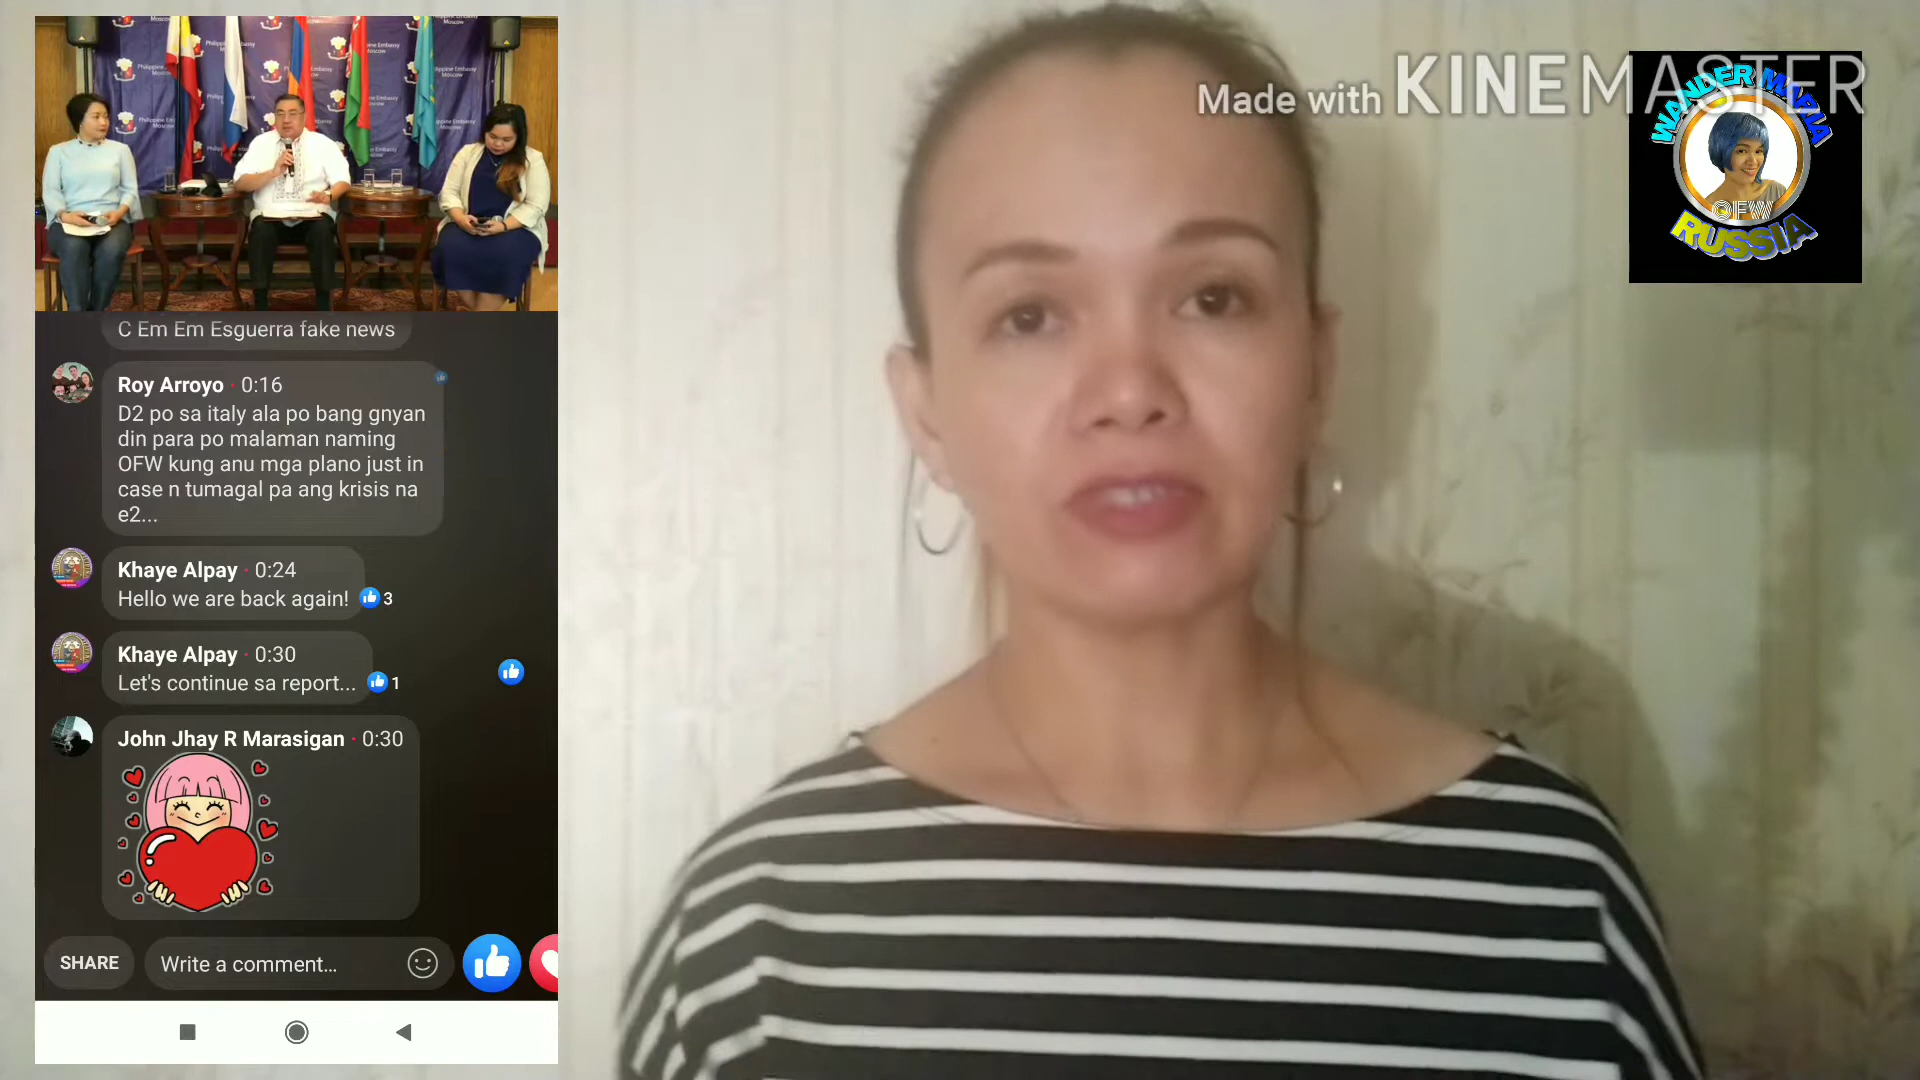 Philippine Embassy
Moscow
C Em Em Esguerra fake news
Roy Arroyo · 0:16
D2 po sa italy ala po bang gnyan
din para po malaman naming
OFW kung anu mga plano just in
case n tumagal pa ang krisis na
e2...
Khaye Alpay · 0:24
Hello we are back again!
3
Khaye Alpay · 0:30
Let's continue sa report...
1
John Jhay R Marasigan · 0:30
SHARE
Write a comment...
Made with KINEMASTER
WANDER MARIA
OFW
RUSSIA